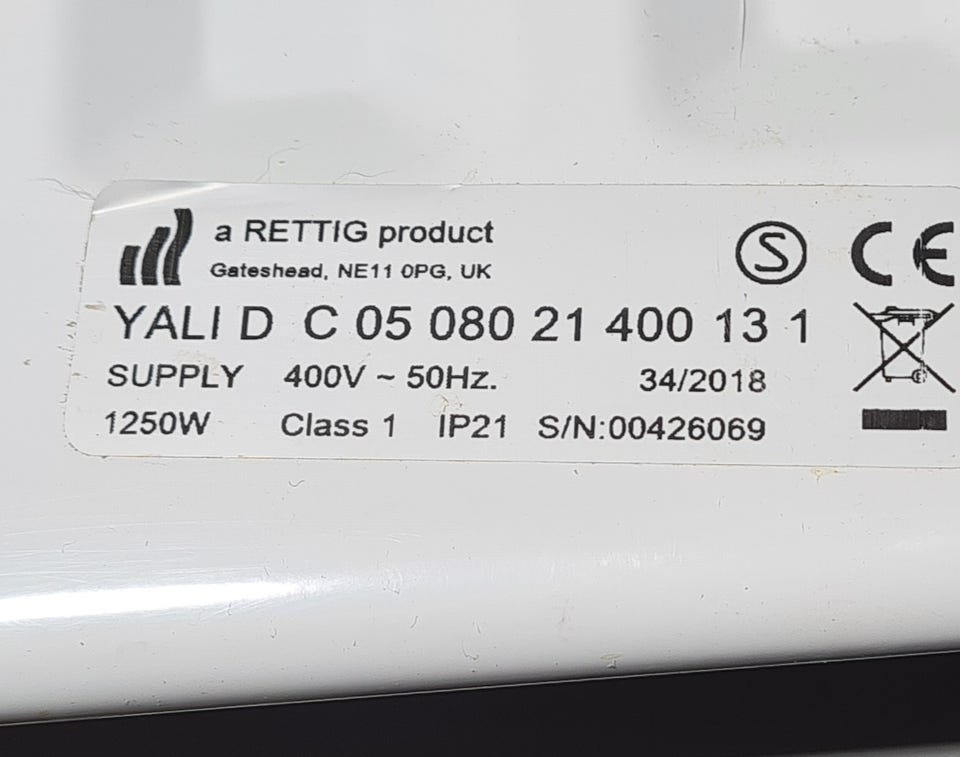 a RETTIG product
Gateshead, NE11 0PG, UK
S CE
YALI D C 05 080 21 400 13 1
SUPPLY 400V ~ 50Hz. 34/2018
1250W Class 1 IP21 S/N:00426069